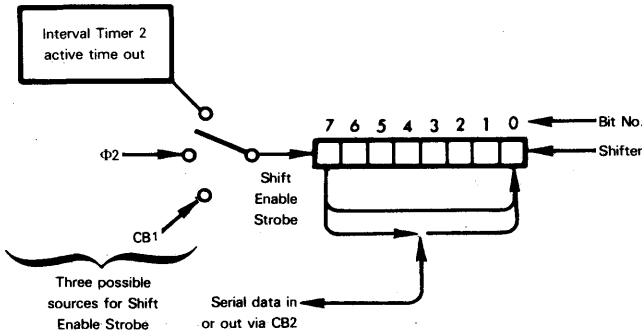 Interval Timer 2
active time out
7 6 5 4 3 2 1 0
Bit No.
Φ2
Shifter
Shift
Enable
Strobe
CB1
Three possible
sources for Shift
Enable Strobe
Serial data in
or out via CB2